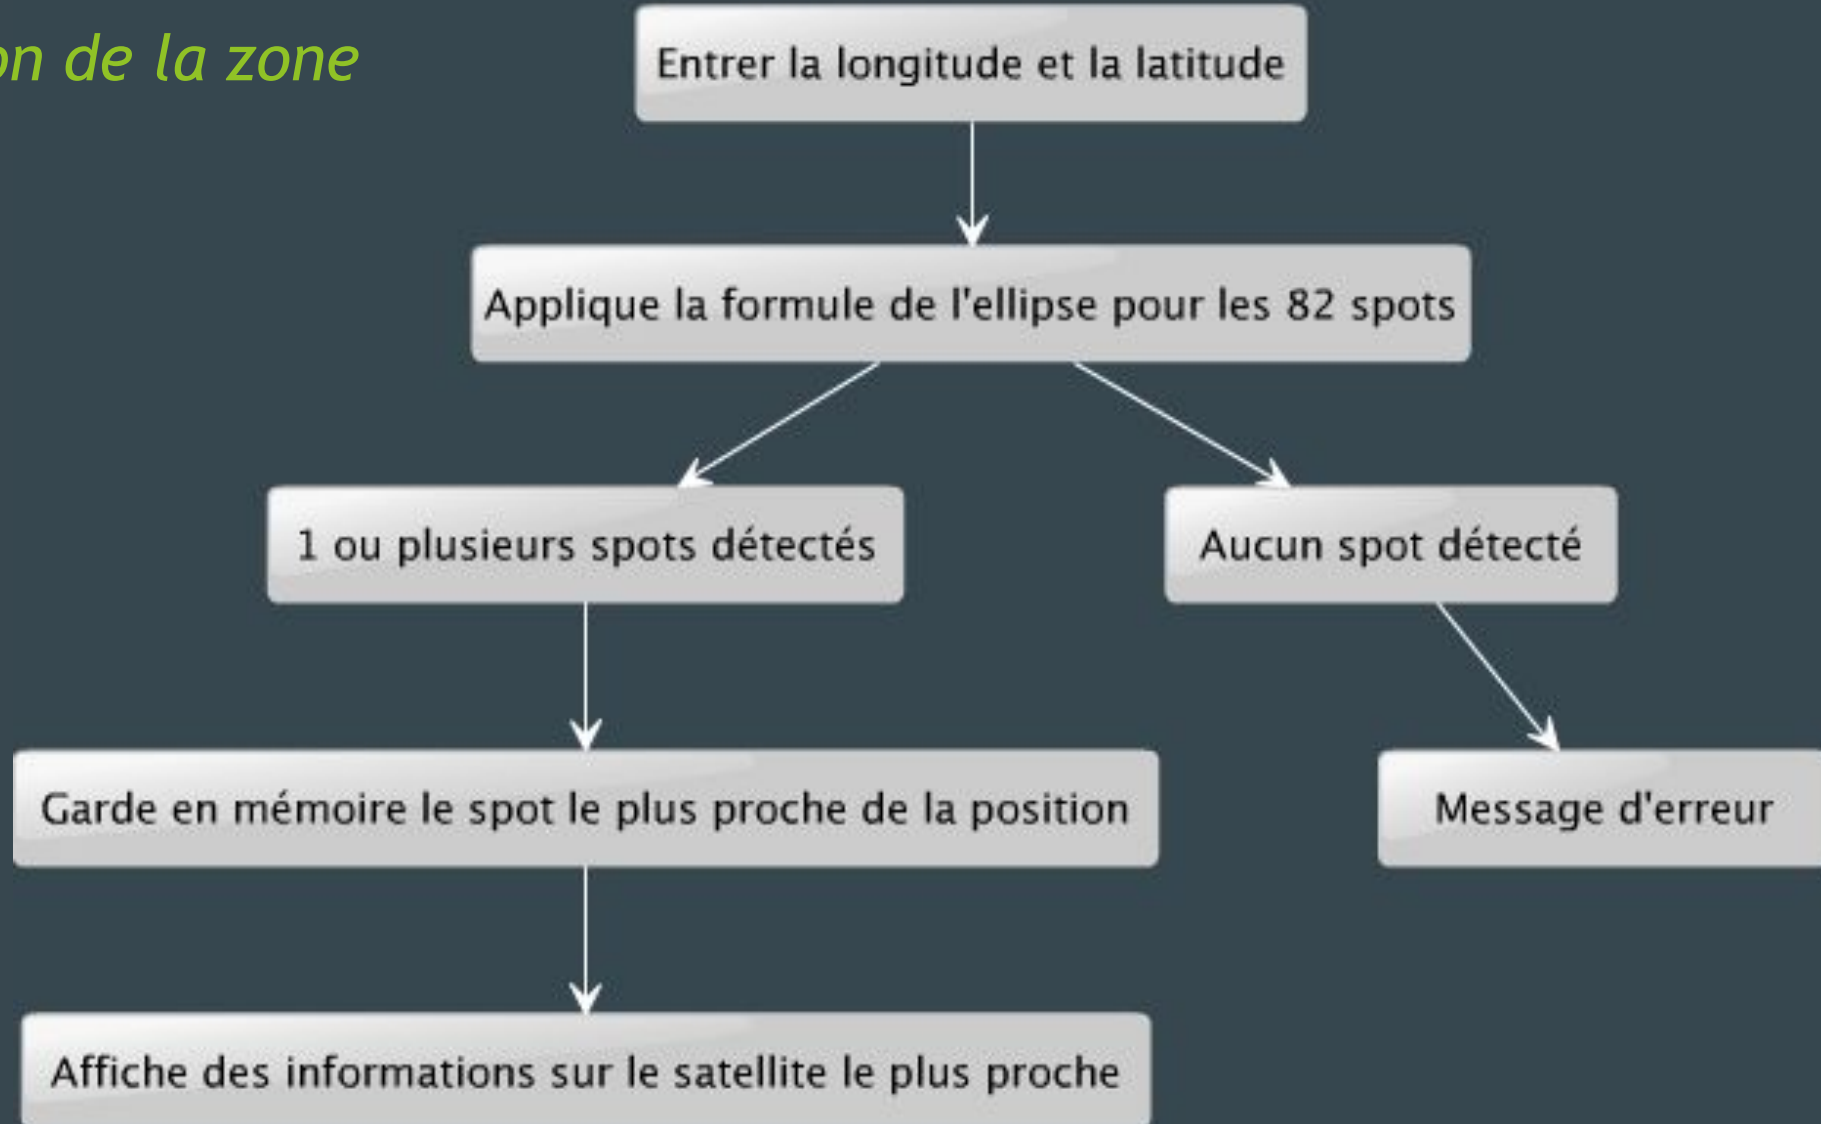 de la zone
Entrer la longitude et la latitude
Applique la formule de l'ellipse pour les 82 spots
1 ou plusieurs spots détectés
Aucun spot détecté
Garde en mémoire le spot le plus proche de la position
Message d'erreur
Affiche des informations sur le satellite le plus proche